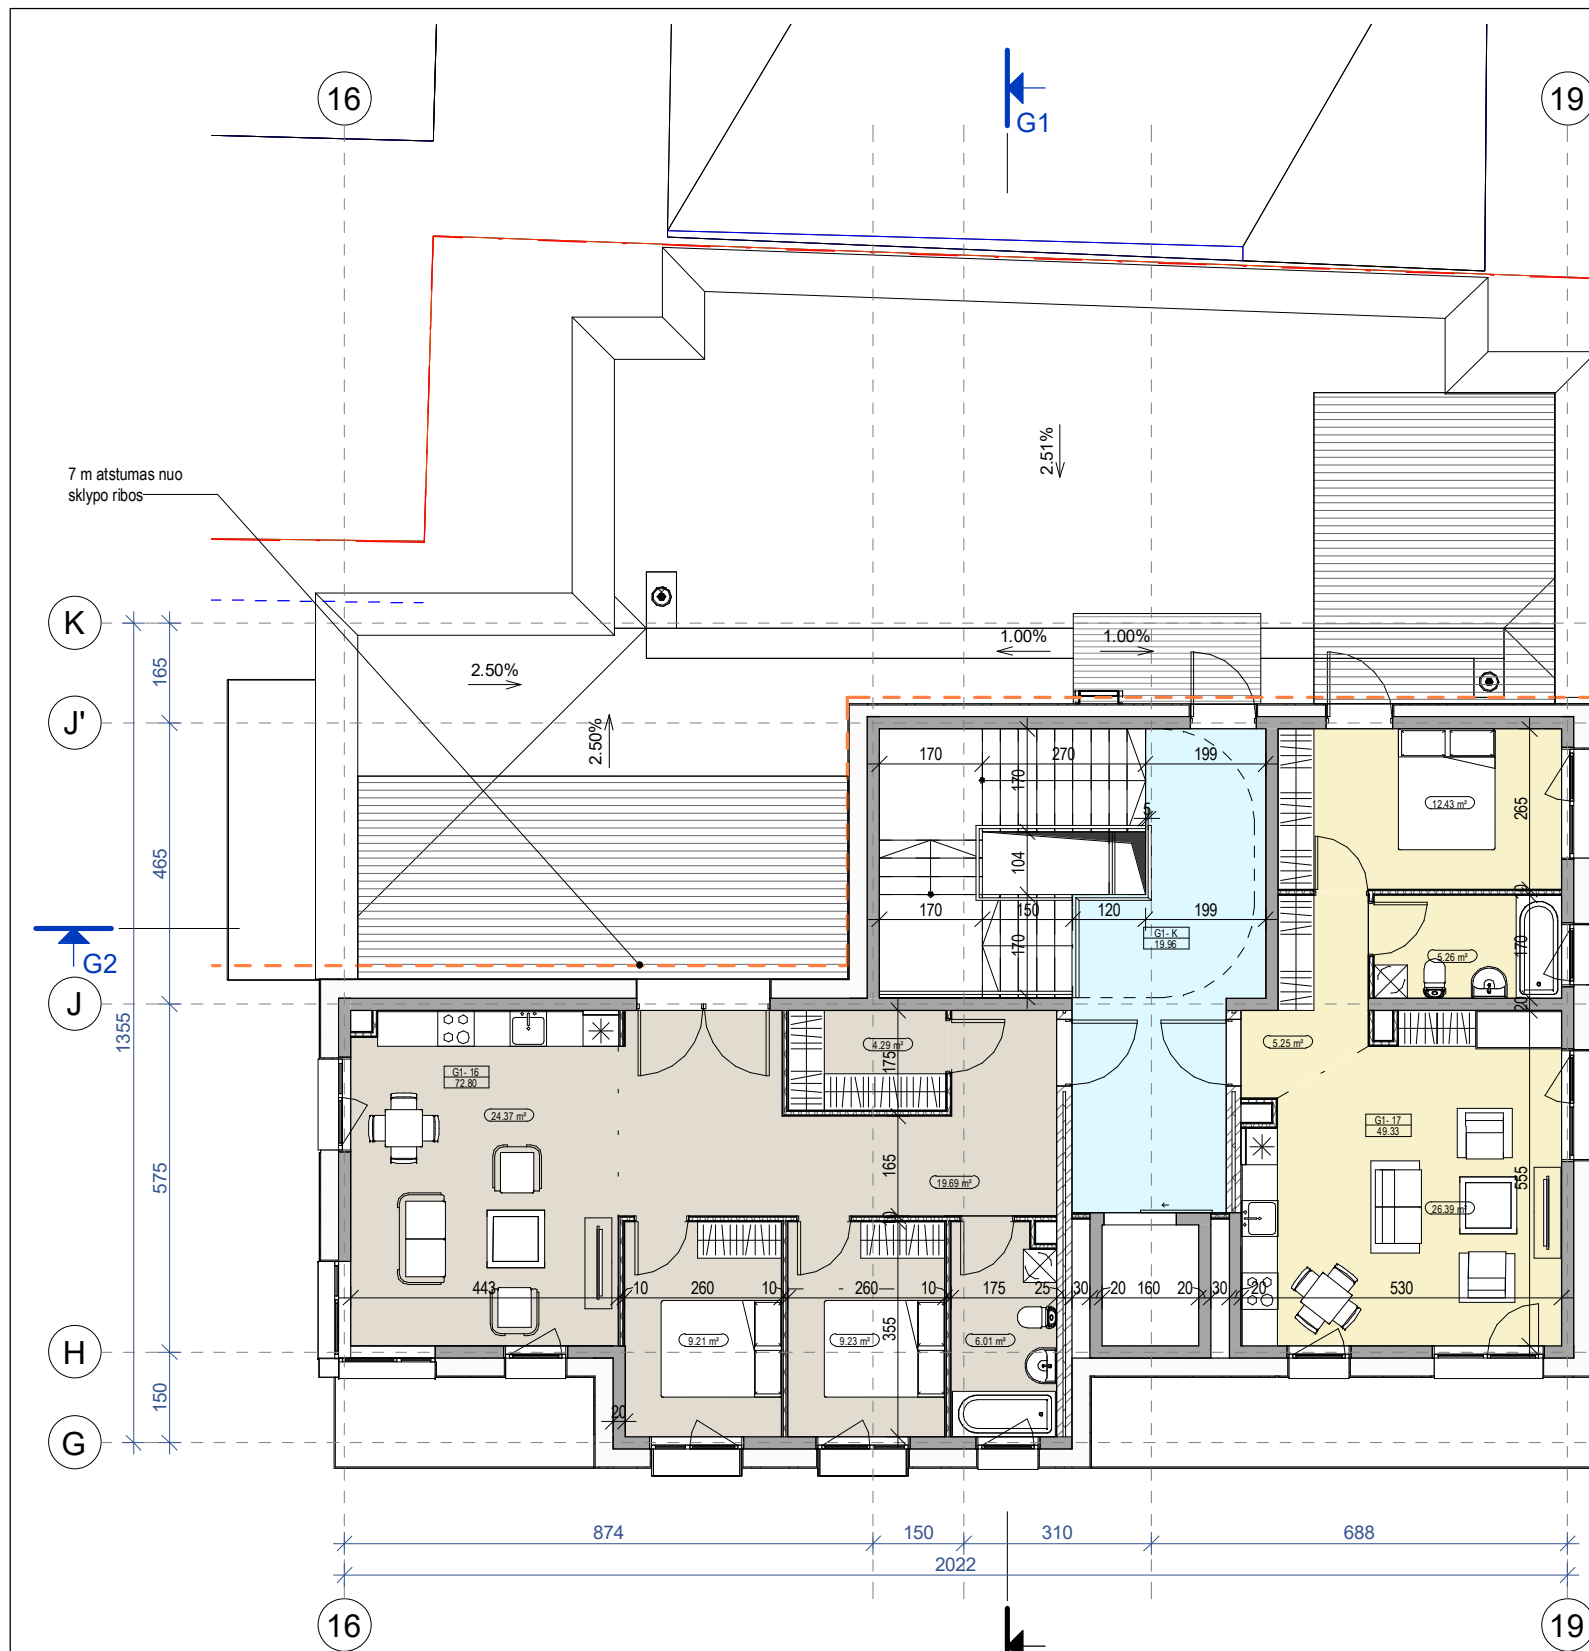 16
19
G1
2.51%
7 m atstumas nuo
sklypo ribos
K
1.00%
1.00%
165
2.50%
J'
2.50%
170
270
199
170
5
12.43 m²
265
465
104
10
170
150
120
199
G1- K
19.96
170
5.26 m²
170
G2
J
20
1355
4.29 m²
175
5.25 m²
G1- 16
72.80
24.37 m²
G1- 17
49.33
575
165
19.69 m²
555
26.39 m²
10
443
10
260
10
260
10
175
25
30
20
160
20
30
20
530
9.21 m²
9.23 m²
355
6.01 m²
H
150
20
G
874
150
310
688
2022
16
19